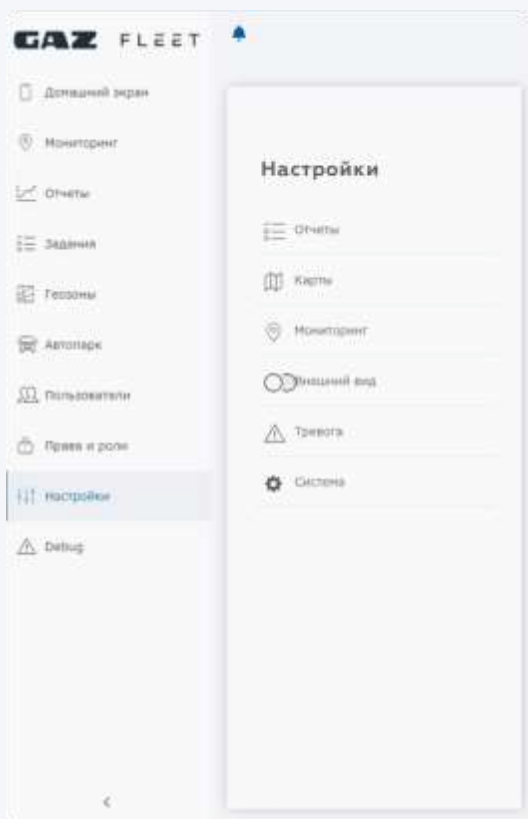 GAZ FLEET
Домашний экран
Мониторинг
Отчеты
Задания
Геозоны
Автопарк
Пользователи
Права и роли
Настройки
Debug
Настройки
Отчеты
Карты
Мониторинг
Внешний вид
Тревога
Система